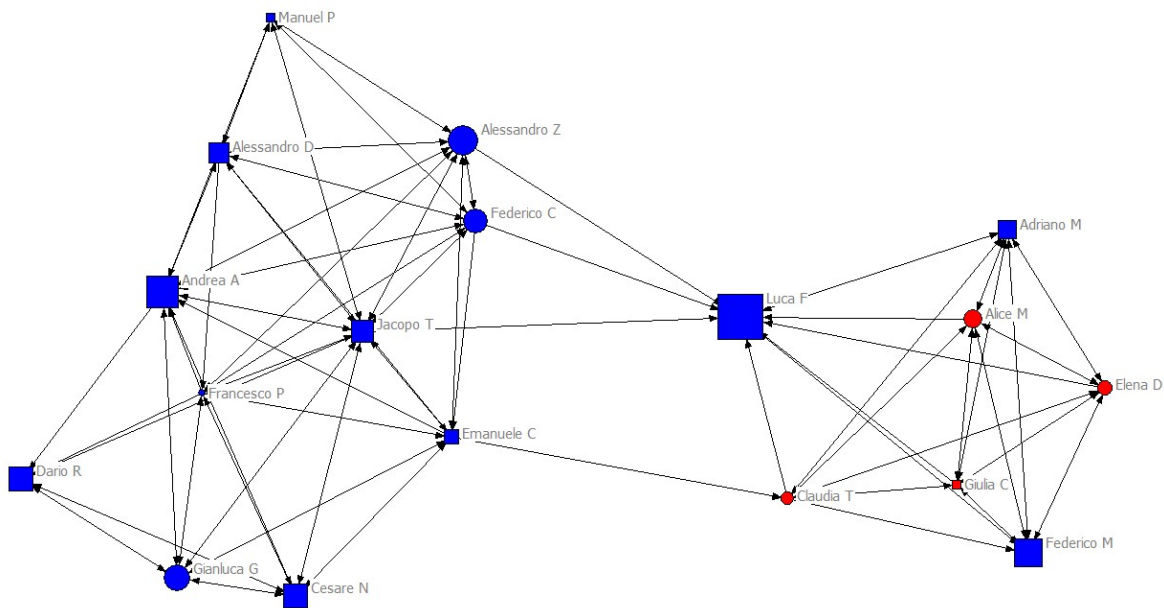 Manuel P
Alessandro Z
Alessandro D
Federico C
Adriano M
Andrea A
Luca F
Alice M
Jacopo T
Elena D
Francesco P
Emanuele C
Dario R
Giulia C
Claudia T
Federico M
Gianluca G
Cesare N